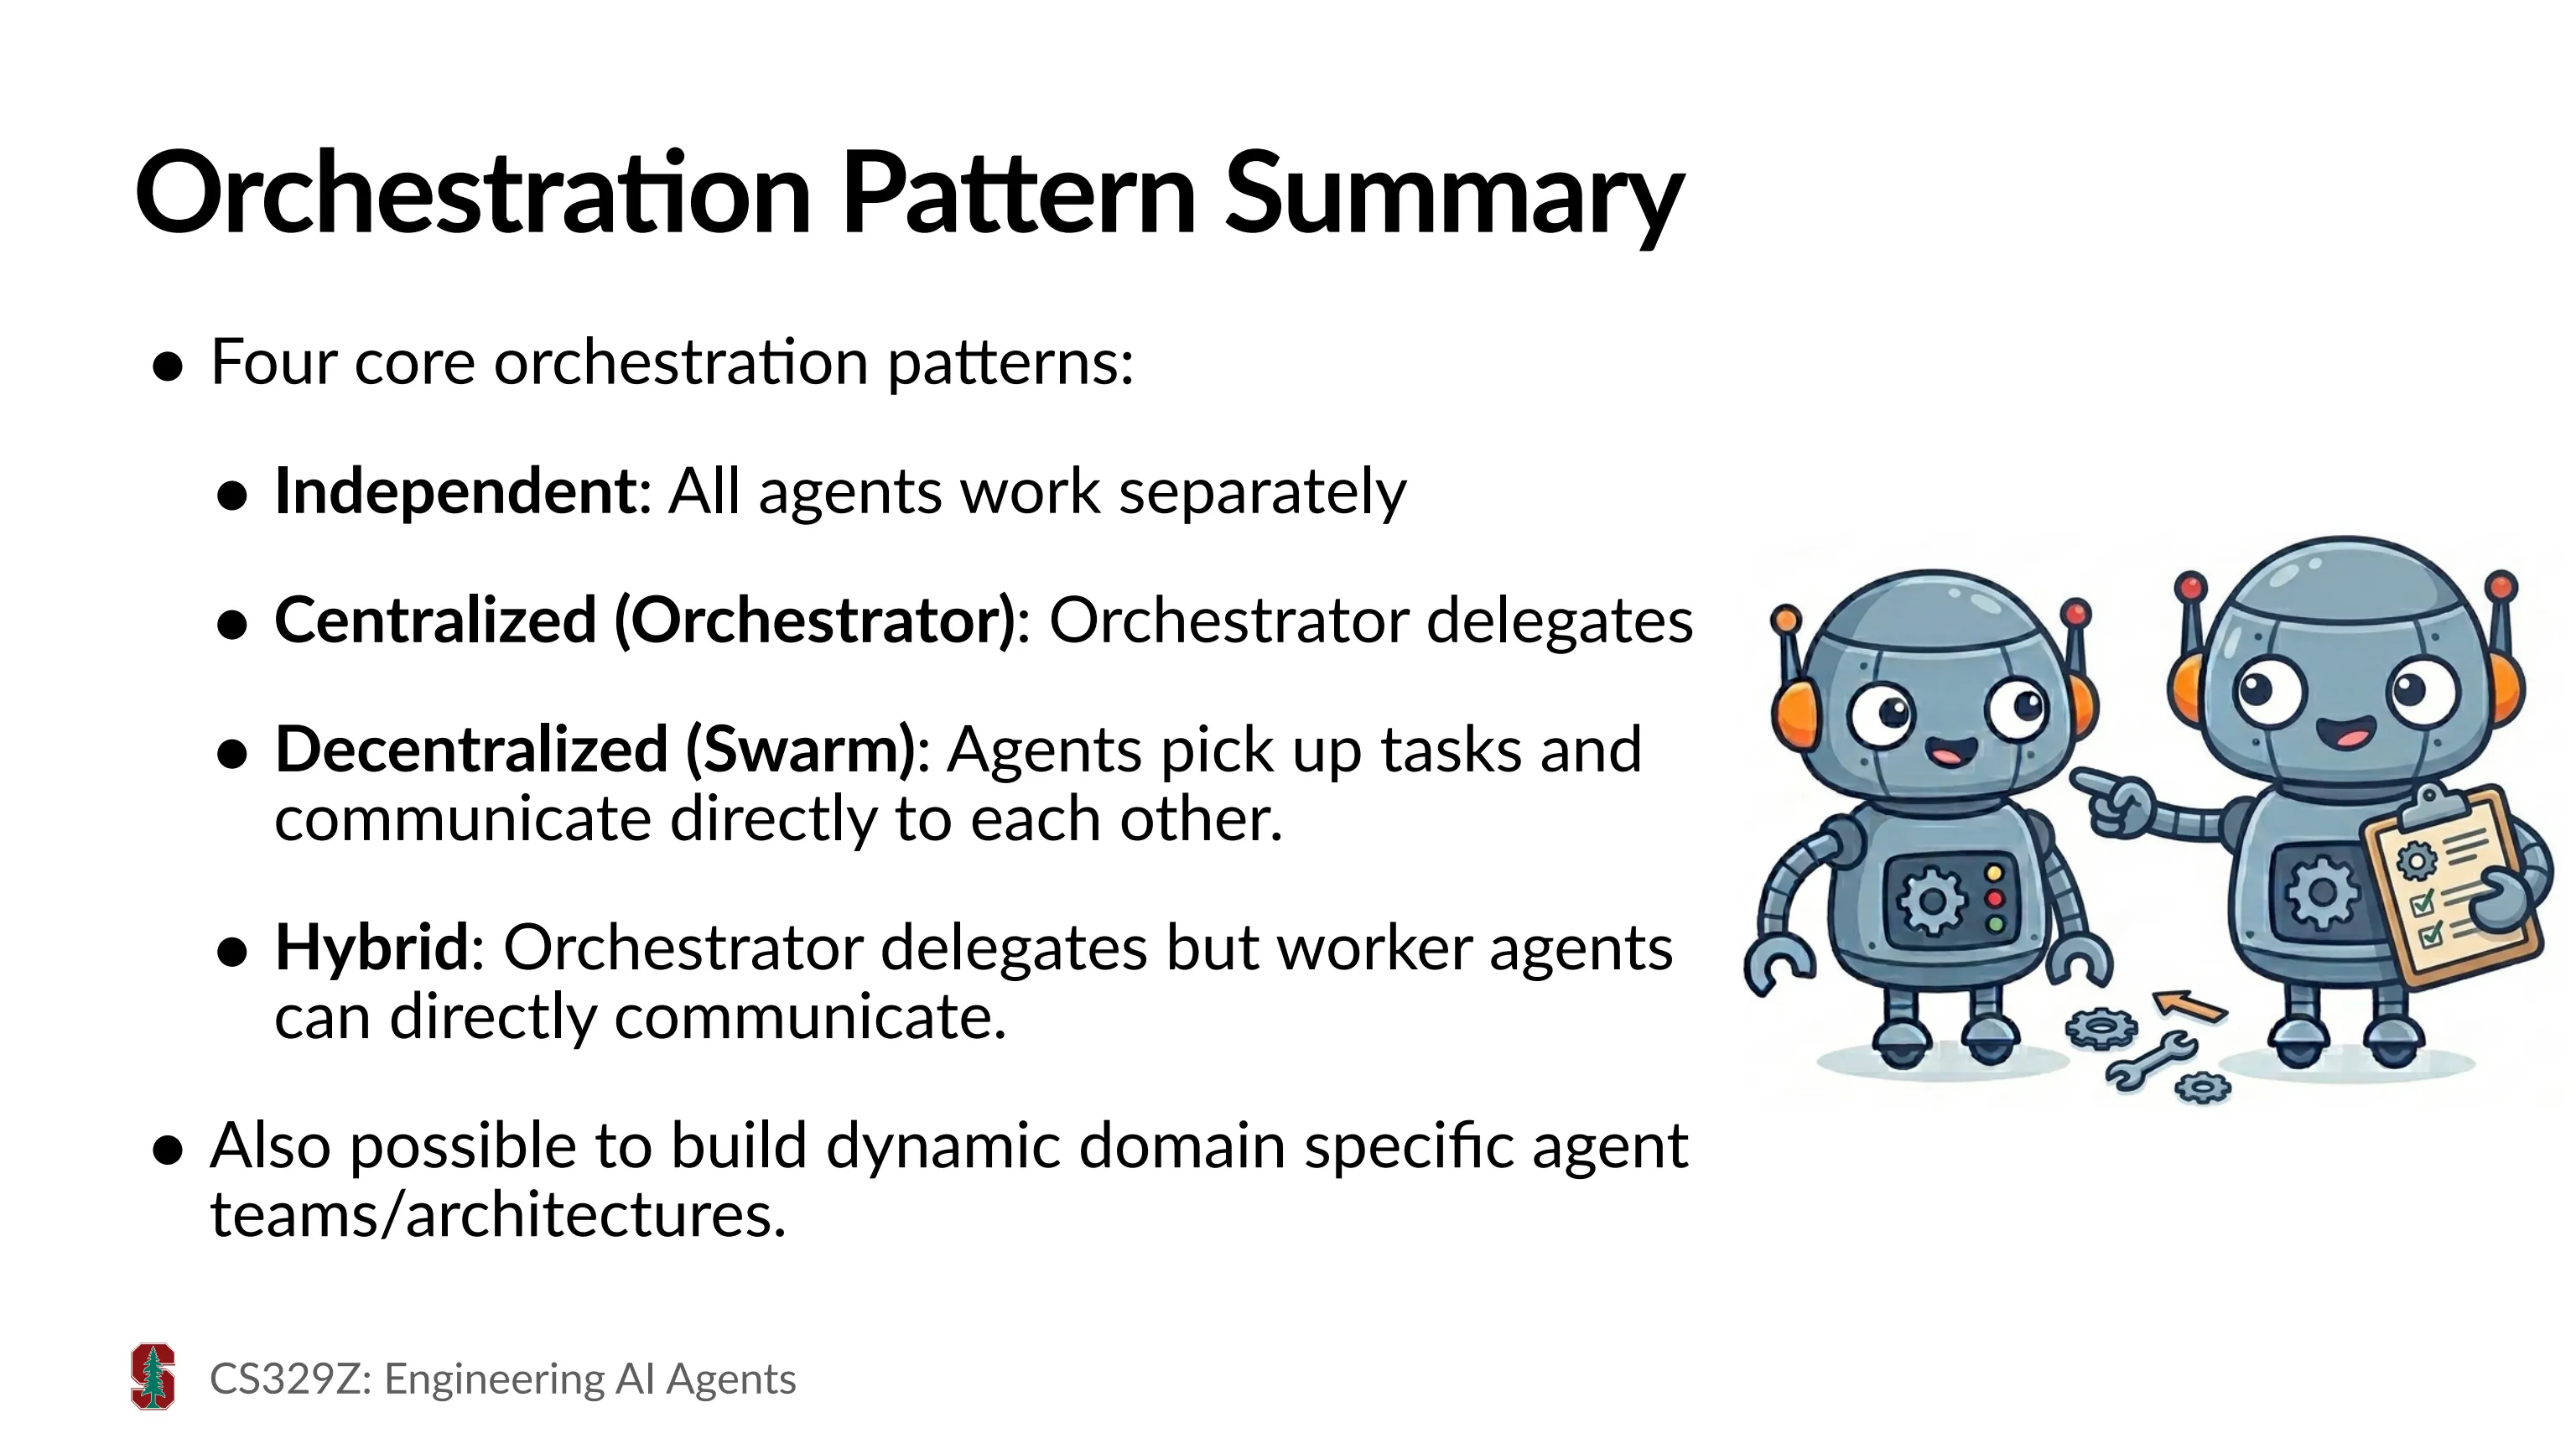 Orchestration Pattern Summary
● Four core orchestration patterns:
● Independent: All agents work separately
● Centralized (Orchestrator): Orchestrator delegates
● Decentralized (Swarm): Agents pick up tasks and
communicate directly to each other.
● Hybrid: Orchestrator delegates but worker agents
can directly communicate.
● Also possible to build dynamic domain specific agent
teams/architectures.
S CS329Z: Engineering AI Agents